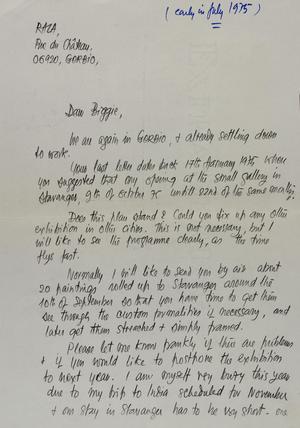 (early in July 1975)
RAZA,
Rue du Château,
06920, GORBIO,
Dear Biggie,
We are again in GORBIO, + already settling down
to work.
Your last letter dates back 17th February 1975 where
you suggested that my opening at the small gallery in
Stavanger, 9th of October 75 untill 22nd of the same month;
Does this plan stand? Could you fix up any other
exhibition in other cities. This is not necessary, but I
will like to see the programme clearly, as the time
flys fast.
Normally I will like to send you by air about
20 paintings rolled up to Stavanger around the
10th of September so that you have time to get them
see through the custom formalities if necessary, and
later get them streched + simply framed.
Please let me know frankly if there are problems
+ if you would like to postpone the exhibition
to next year. I am myself very busy this year
due to my trip to India scheduled for November
+ our stay in Stavanger has to be very short - one